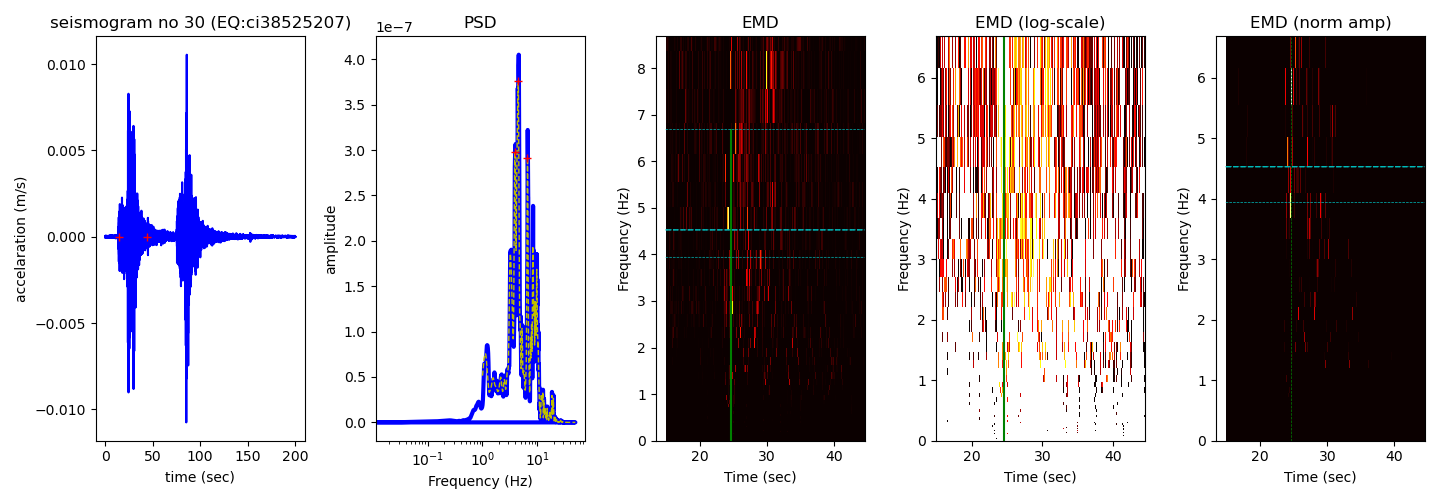 seismogram no 30 (EQ:ci38525207)
accelaration (m/s)
0.010
0.005
0.000
−0.005
−0.010
0 50 100 150 200
time (sec)
PSD
1e−7
amplitude
4.0
3.5
3.0
2.5
2.0
1.5
1.0
0.5
0.0
10−1 100 101
Frequency (Hz)
EMD
Frequency (Hz)
8
7
6
5
4
3
2
1
0
20 30 40
Time (sec)
EMD (log-scale)
Frequency (Hz)
6
5
4
3
2
1
0
20 30 40
Time (sec)
EMD (norm amp)
Frequency (Hz)
6
5
4
3
2
1
0
20 30 40
Time (sec)